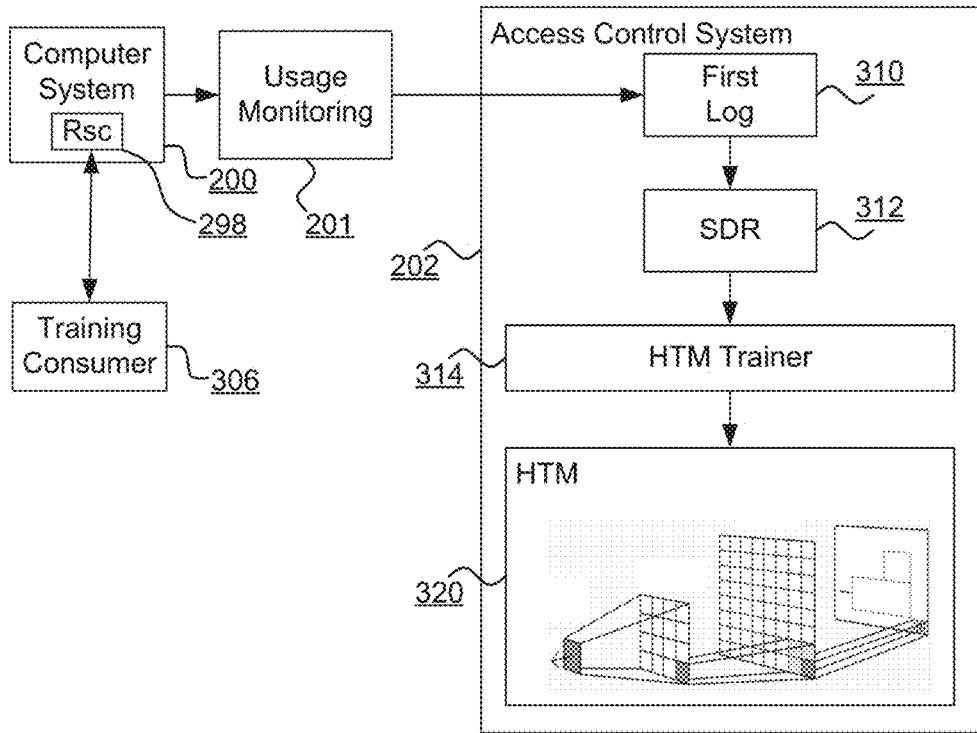 Computer
System
Rsc
200
298
Usage
Monitoring
201
Training
Consumer
306
Access Control System
202
First
Log
310
SDR
312
HTM Trainer
314
HTM
320